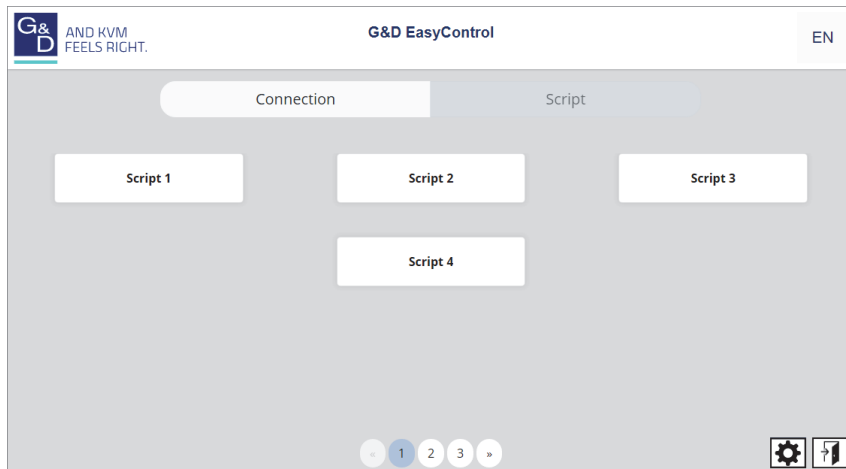 G&D
AND KVM
FEELS RIGHT.
G&D EasyControl
EN
Connection
Script
Script 1
Script 2
Script 3
Script 4
« 1 2 3 »